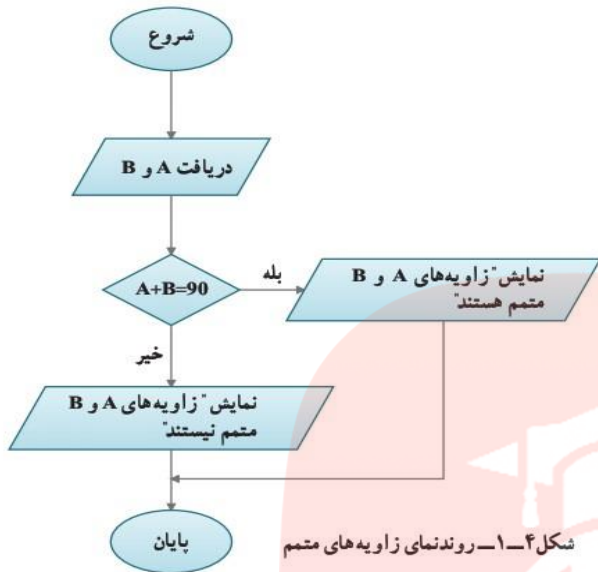 شروع
دریافت A و B
A+B=90
بله
نمایش" زاویه‌های A و B
متمم هستند"
خیر
نمایش" زاویه‌های A و B
متمم نیستند"
پایان
شکل۴ــ۱ــ روندنمای زاویه‌های متمم